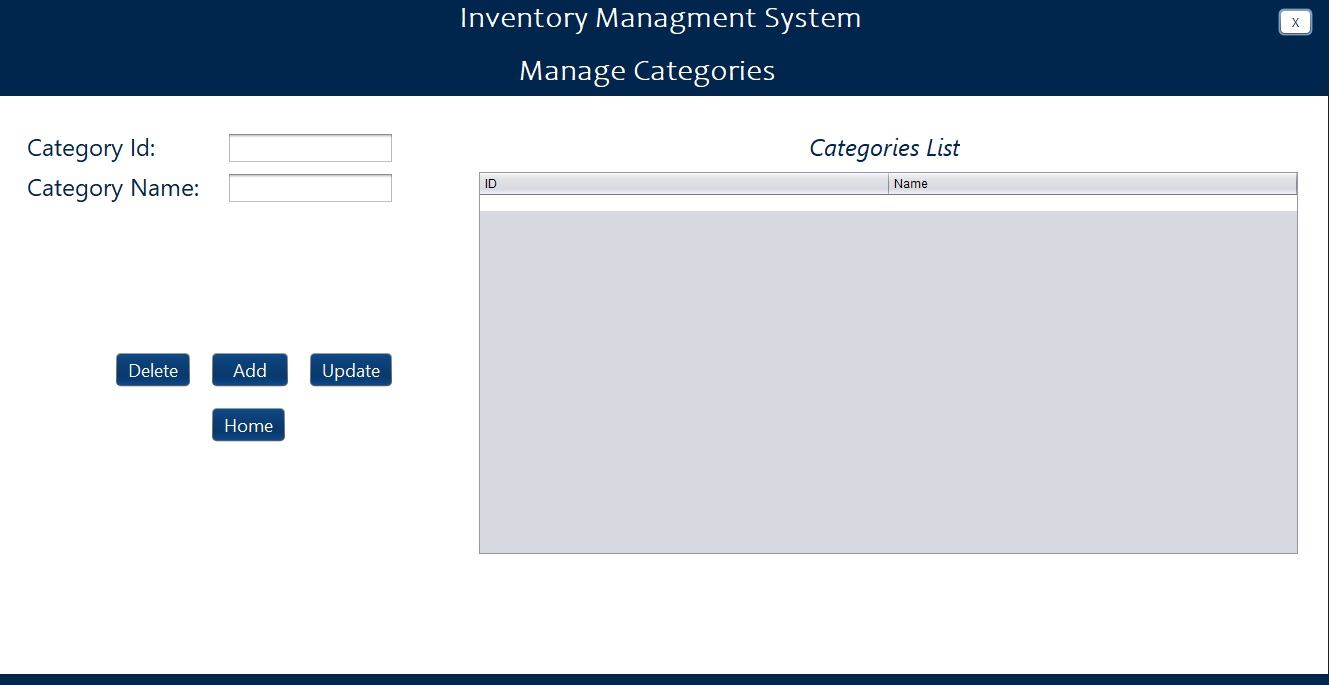 Inventory Managment System
X
Manage Categories
Category Id:
Category Name:
Delete
Add
Update
Home
Categories List
ID
Name